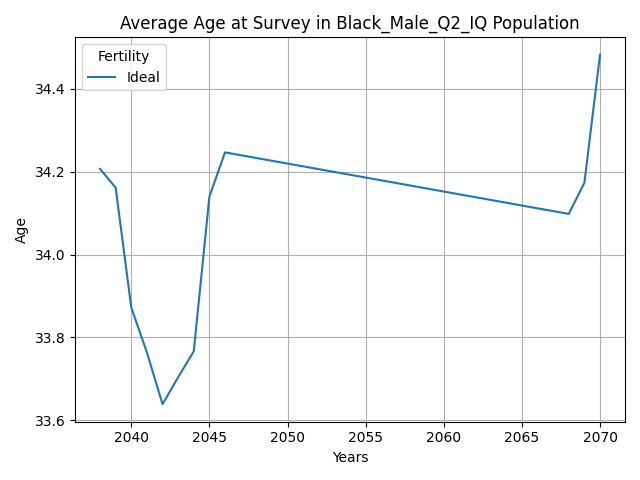 Average Age at Survey in Black_Male_Q2_IQ Population
Fertility
Ideal
Age
34.4
34.2
34.0
33.8
33.6
2040 2045 2050 2055 2060 2065 2070
Years